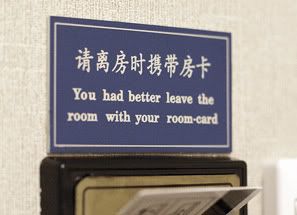 请离房时携带房卡
You had better leave the
room with your room-card